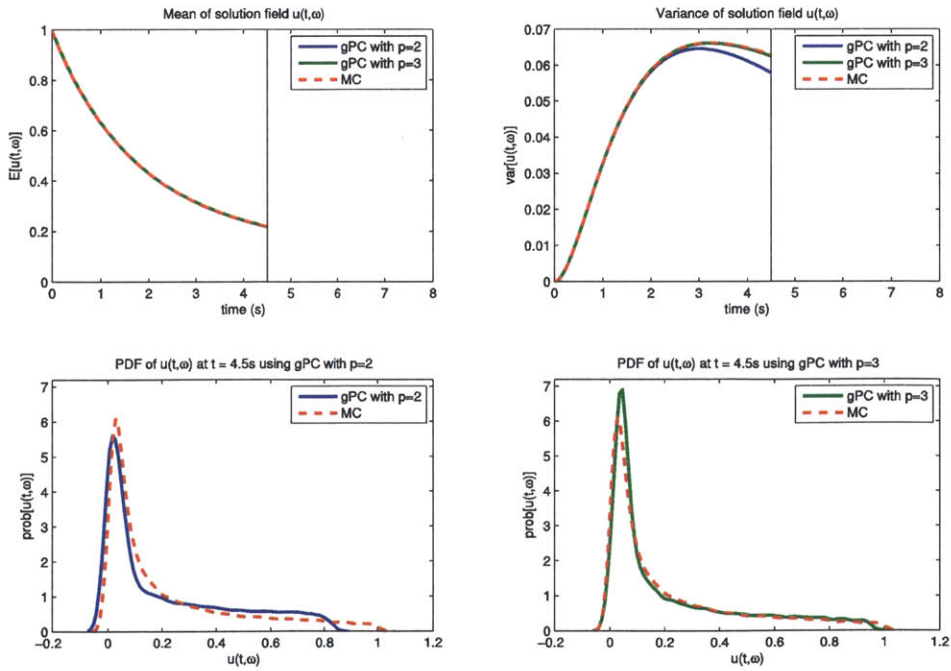 Mean of solution field u(t,ω)
gPC with p=2
gPC with p=3
MC
E[u(t,ω)]
1
0.8
0.6
0.4
0.2
0
0 1 2 3 4 5 6 7 8
time (s)
Variance of solution field u(t,ω)
gPC with p=2
gPC with p=3
MC
var[u(t,ω)]
0.07
0.06
0.05
0.04
0.03
0.02
0.01
0
0 1 2 3 4 5 6 7 8
time (s)
PDF of u(t,ω) at t = 4.5s using gPC with p=2
gPC with p=2
MC
prob[u(t,ω)]
7
6
5
4
3
2
1
0
−0.2 0 0.2 0.4 0.6 0.8 1 1.2
u(t,ω)
PDF of u(t,ω) at t = 4.5s using gPC with p=3
gPC with p=3
MC
prob[u(t,ω)]
7
6
5
4
3
2
1
0
−0.2 0 0.2 0.4 0.6 0.8 1 1.2
u(t,ω)